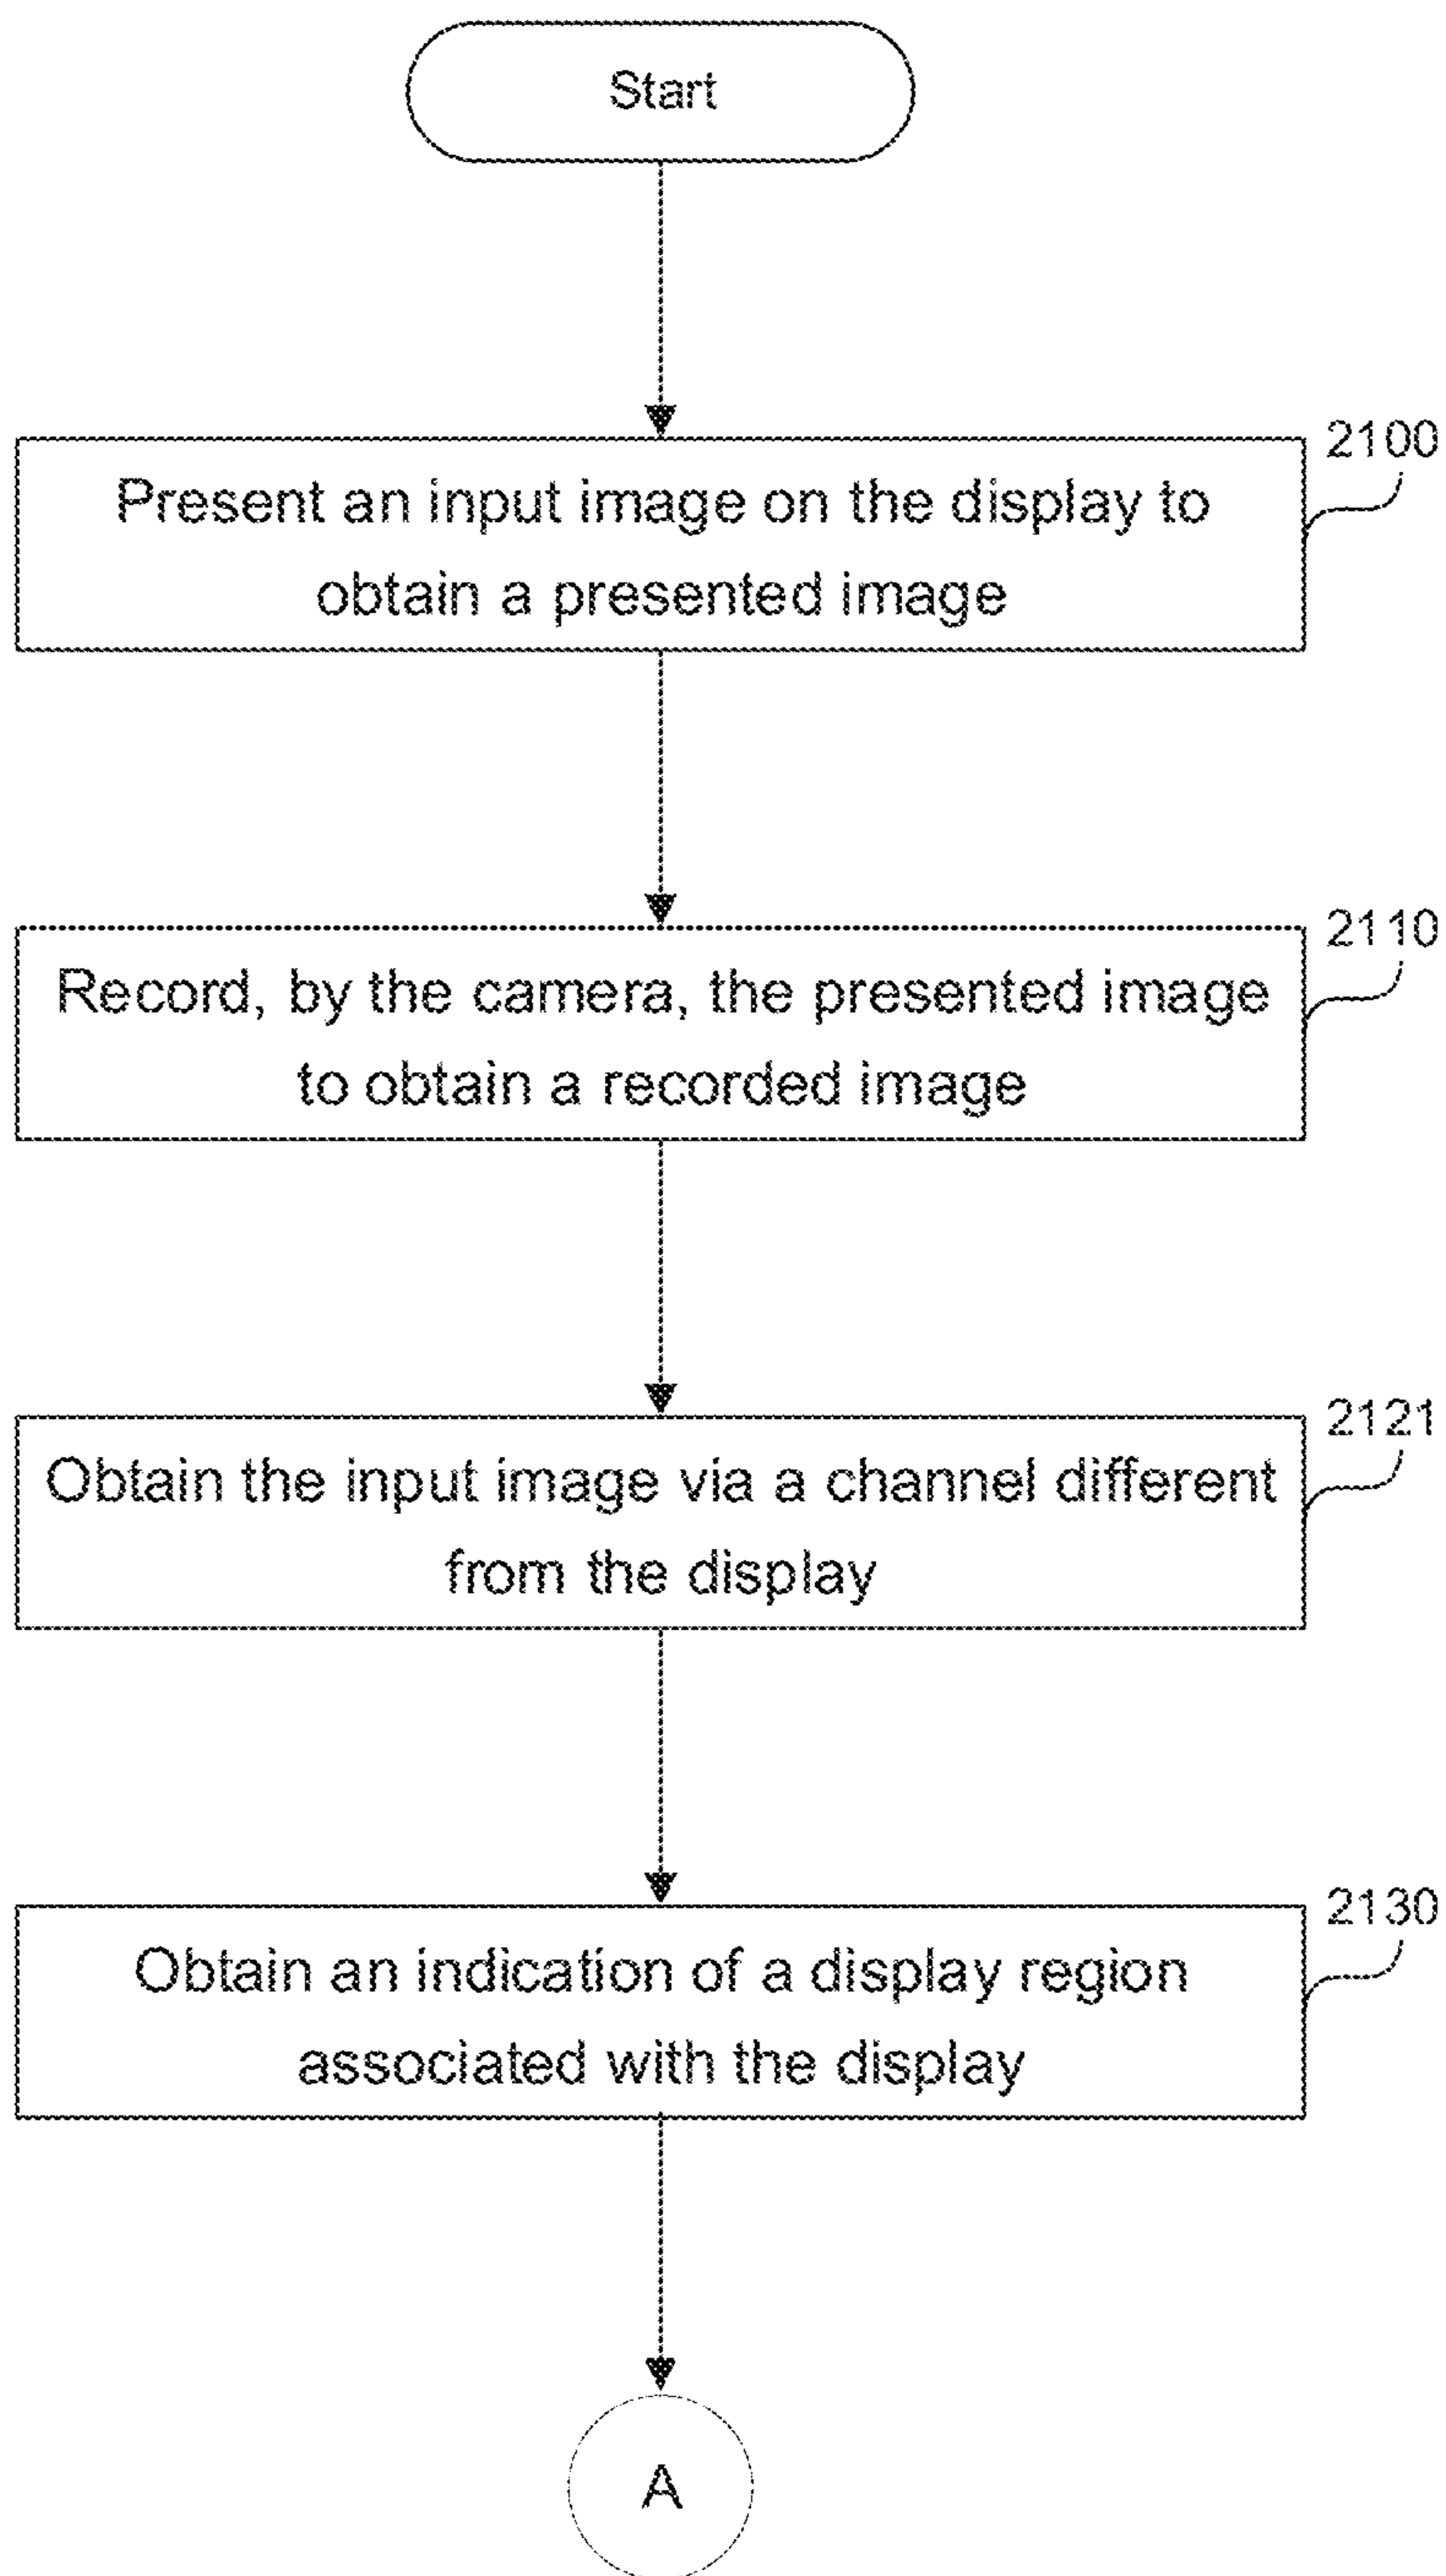 Start
2100
Present an input image on the display to
obtain a presented image
2110
Record, by the camera, the presented image
to obtain a recorded image
2121
Obtain the input image via a channel different
from the display
2130
Obtain an indication of a display region
associated with the display
A